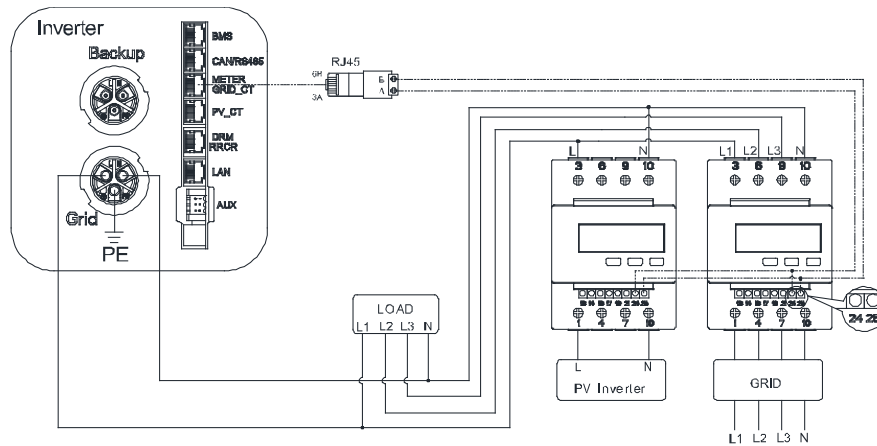 Inverter
Backup
BMS
CAN/RS485
METER
GRID_CT
PV_CT
DRM
RRCR
LAN
AUX
Grid
PE
RJ45
6B
3A
B
A
L N
3 6 9 10
L1 L2 L3 N
3 6 9 10
1 4 7 10
1 4 7 10
24 25
LOAD
L1 L2 L3 N
L N
PV Inverter
GRID
L1 L2 L3 N